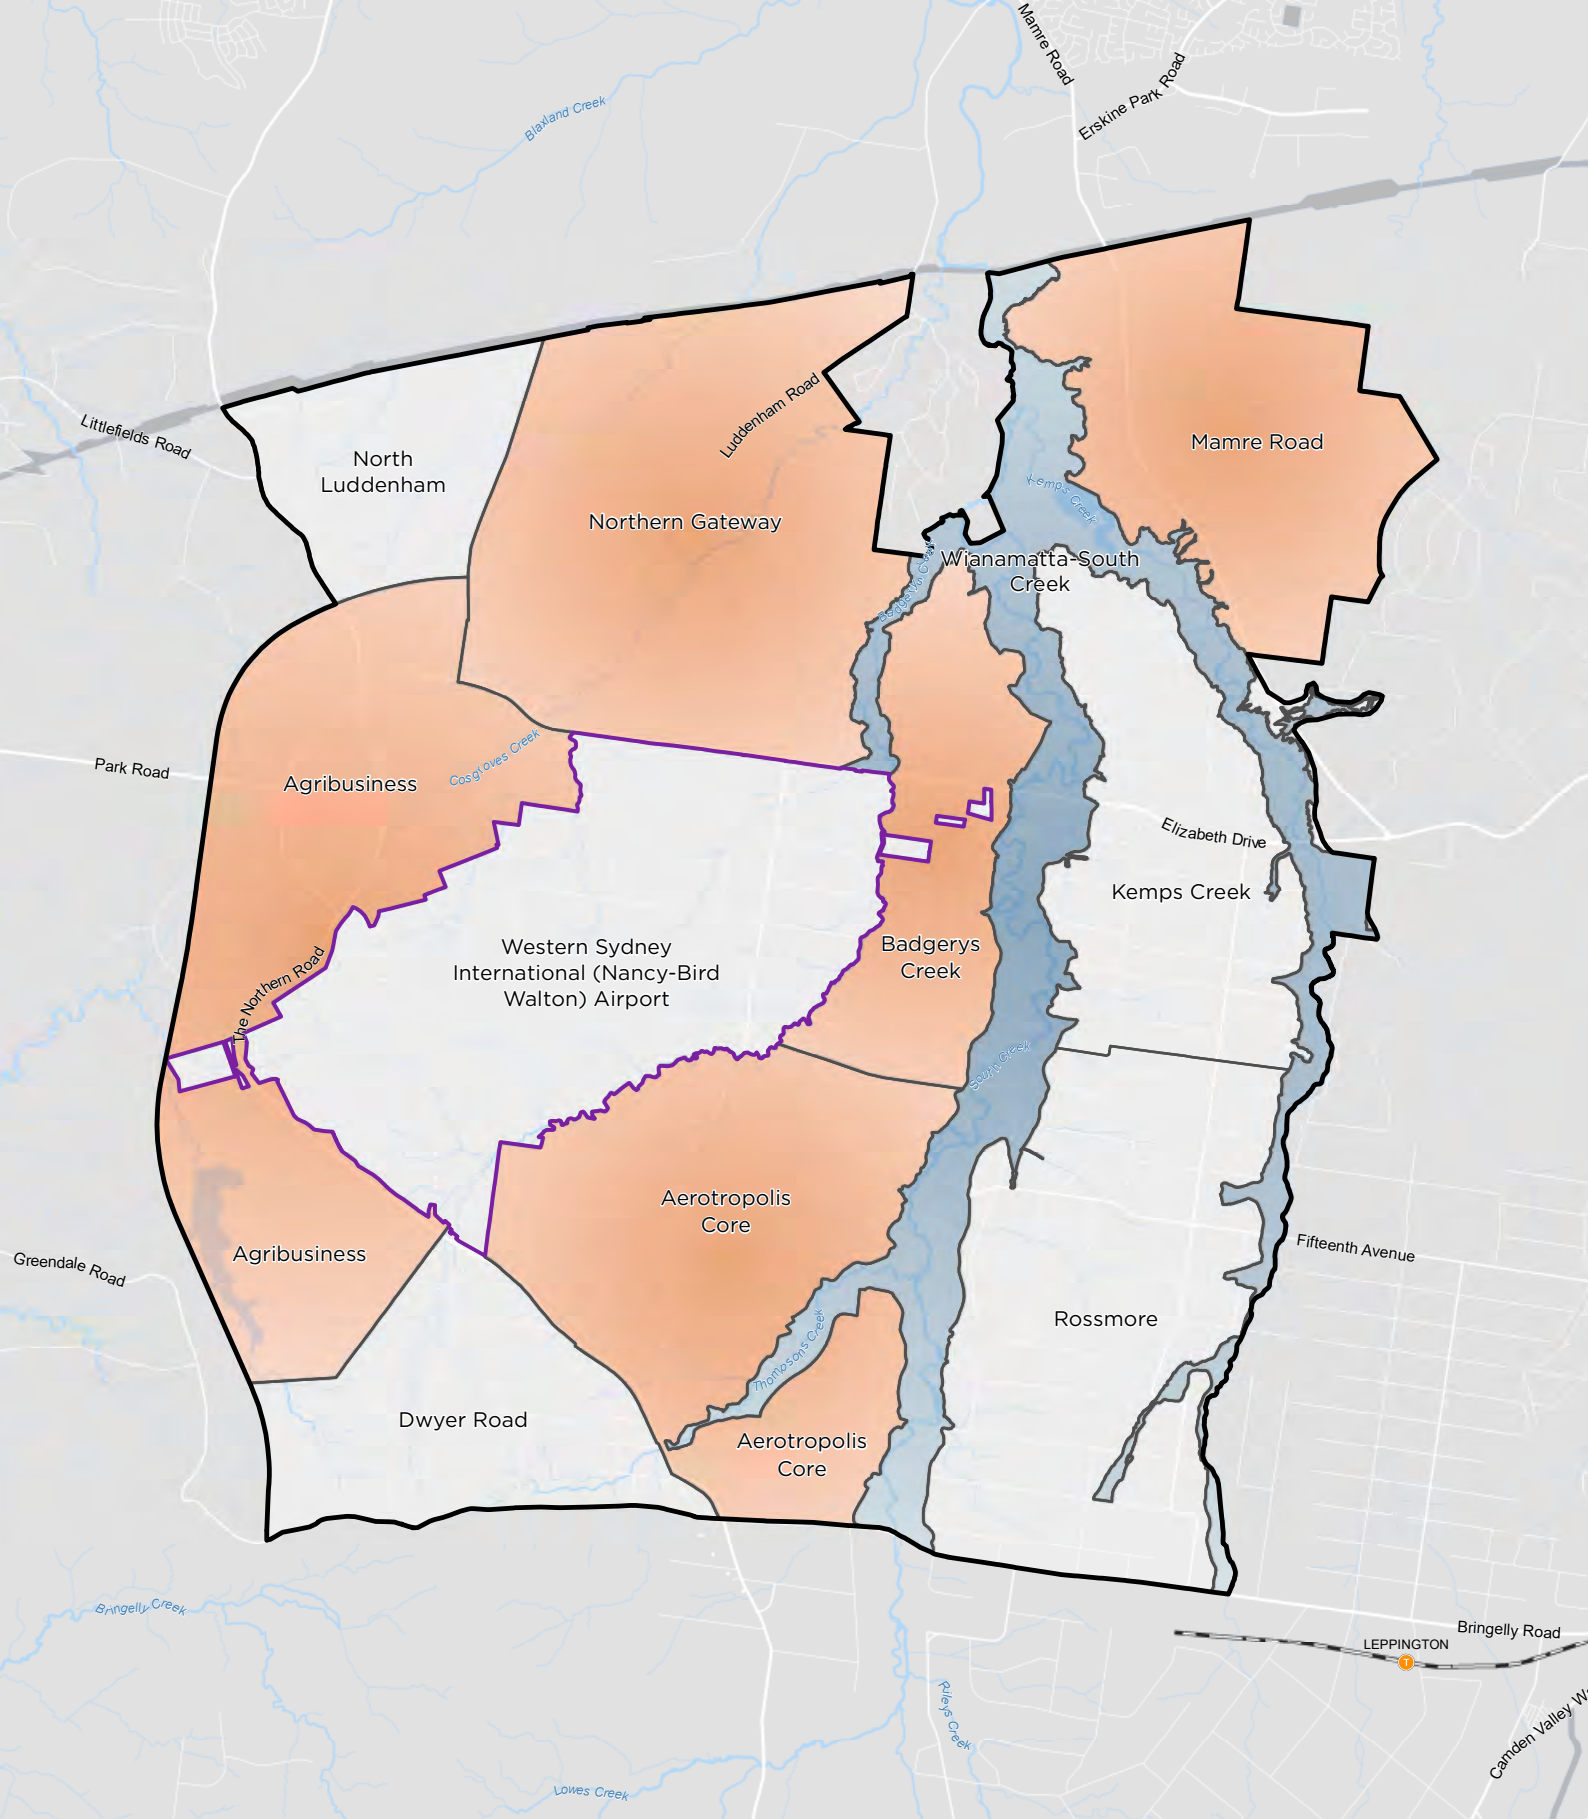 Mamre Road
Erskine Park Road
Blaxland Creek
Littlefields Road
North
Luddenham
Luddenham Road
Northern Gateway
Mamre Road
Kemps Creek
Badgerys Creek
Wianamatta-South
Creek
Park Road
Agribusiness
Cosgroves Creek
Elizabeth Drive
Kemps Creek
Western Sydney
International (Nancy-Bird
Walton) Airport
Badgerys
Creek
The Northern Road
South Creek
Aerotropolis
Core
Agribusiness
Greendale Road
Fifteenth Avenue
Rossmore
Thompsons Creek
Dwyer Road
Aerotropolis
Core
Bringelly Creek
Bringelly Road
LEPPINGTON
T
Rileys Creek
Lowes Creek
Camden Valley